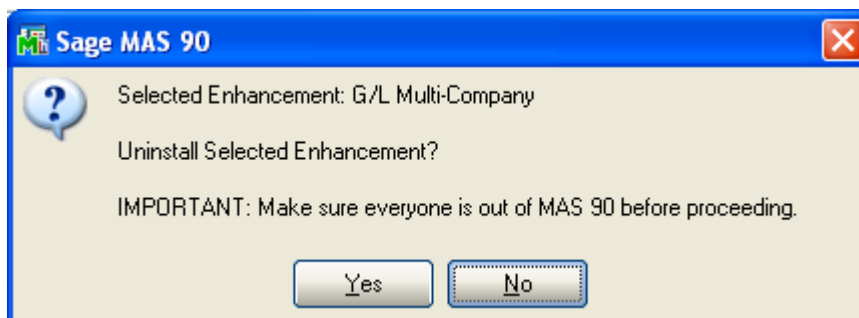 Sage MAS 90
Selected Enhancement: G/L Multi-Company
Uninstall Selected Enhancement?
IMPORTANT: Make sure everyone is out of MAS 90 before proceeding.
Yes No